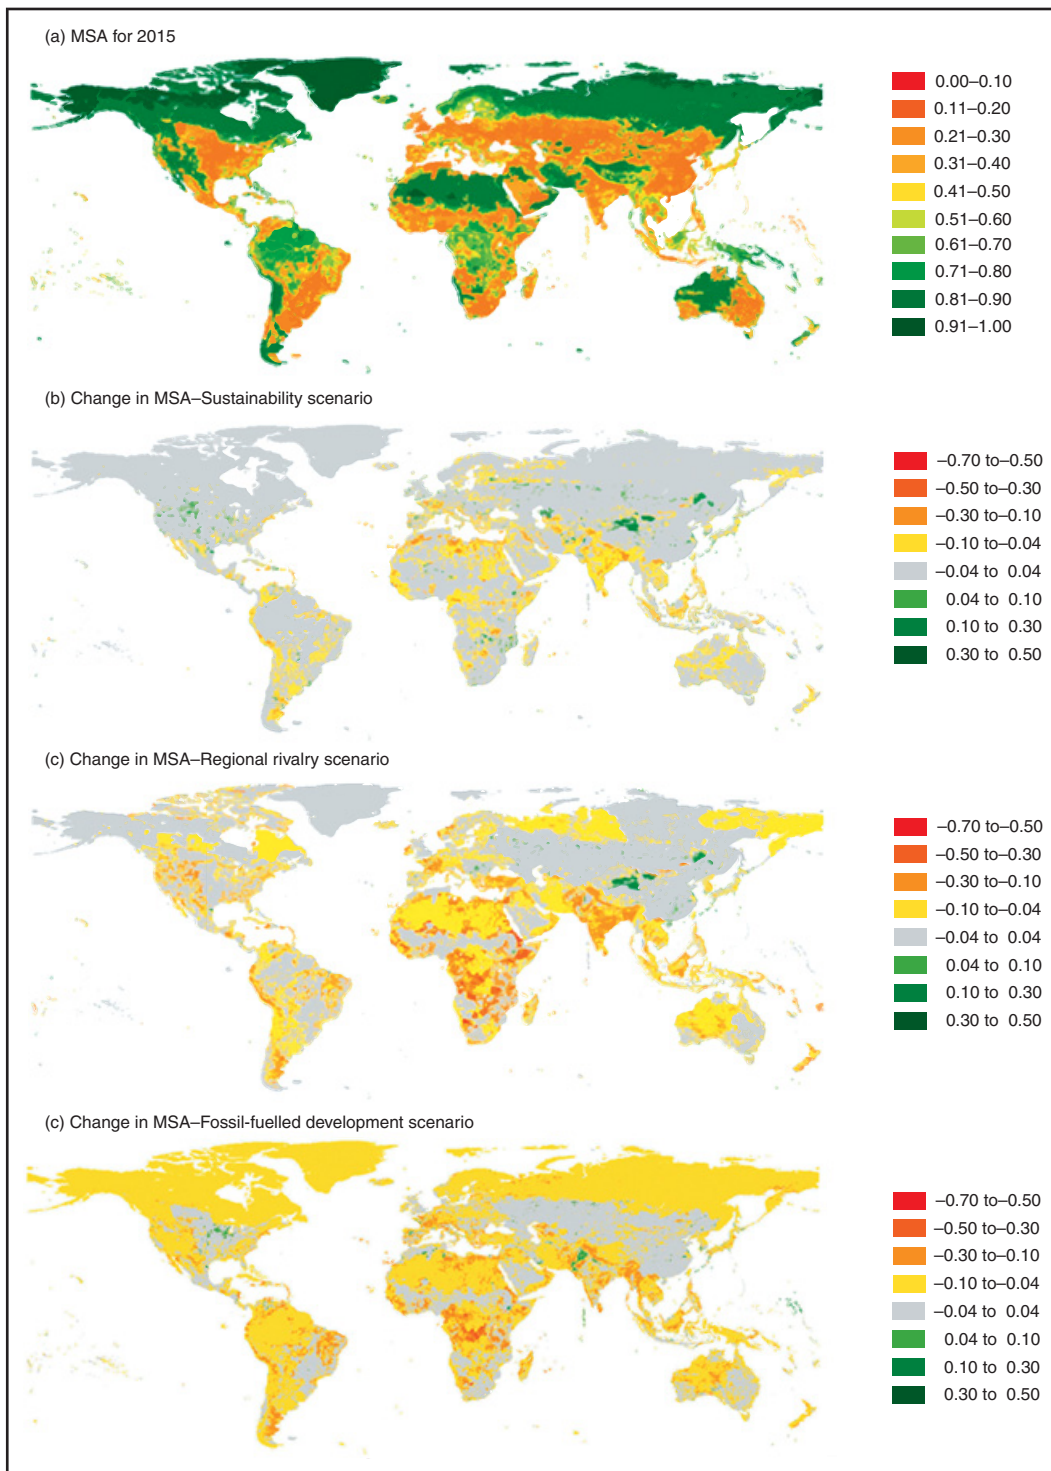 (a) MSA for 2015
0.00–0.10
0.11–0.20
0.21–0.30
0.31–0.40
0.41–0.50
0.51–0.60
0.61–0.70
0.71–0.80
0.81–0.90
0.91–1.00
(b) Change in MSA–Sustainability scenario
–0.70 to–0.50
–0.50 to–0.30
–0.30 to–0.10
–0.10 to–0.04
–0.04 to 0.04
0.04 to 0.10
0.10 to 0.30
0.30 to 0.50
(c) Change in MSA–Regional rivalry scenario
–0.70 to–0.50
–0.50 to–0.30
–0.30 to–0.10
–0.10 to–0.04
–0.04 to 0.04
0.04 to 0.10
0.10 to 0.30
0.30 to 0.50
(c) Change in MSA–Fossil-fuelled development scenario
–0.70 to–0.50
–0.50 to–0.30
–0.30 to–0.10
–0.10 to–0.04
–0.04 to 0.04
0.04 to 0.10
0.10 to 0.30
0.30 to 0.50